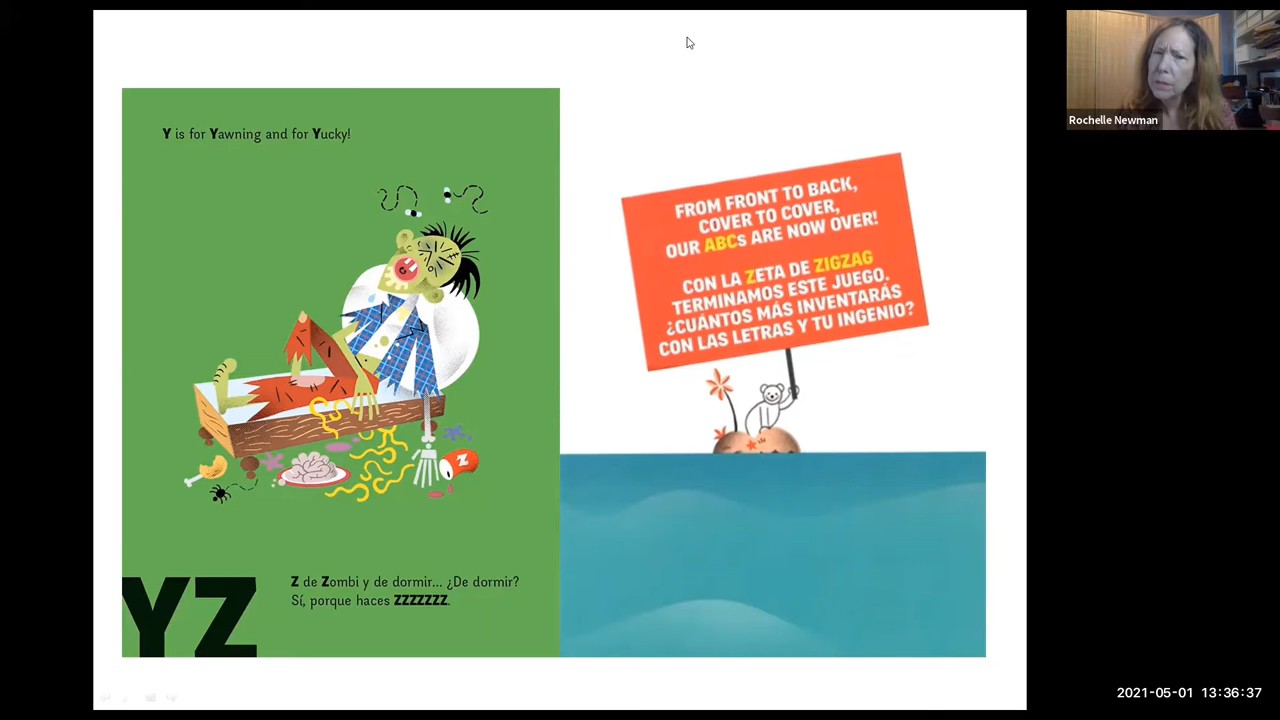 Y is for Yawning and for Yucky!
Z
YZ
Z de Zombi y de dormir... ¿De dormir?
Sí, porque haces ZZZZZZZ.
FROM FRONT TO BACK,
COVER TO COVER,
OUR ABCs ARE NOW OVER!
CON LA ZETA DE ZIGZAG
TERMINAMOS ESTE JUEGO.
¿CUÁNTOS MÁS INVENTARÁS
CON LAS LETRAS Y TU INGENIO?
Rochelle Newman
2021-05-01 13:36:37